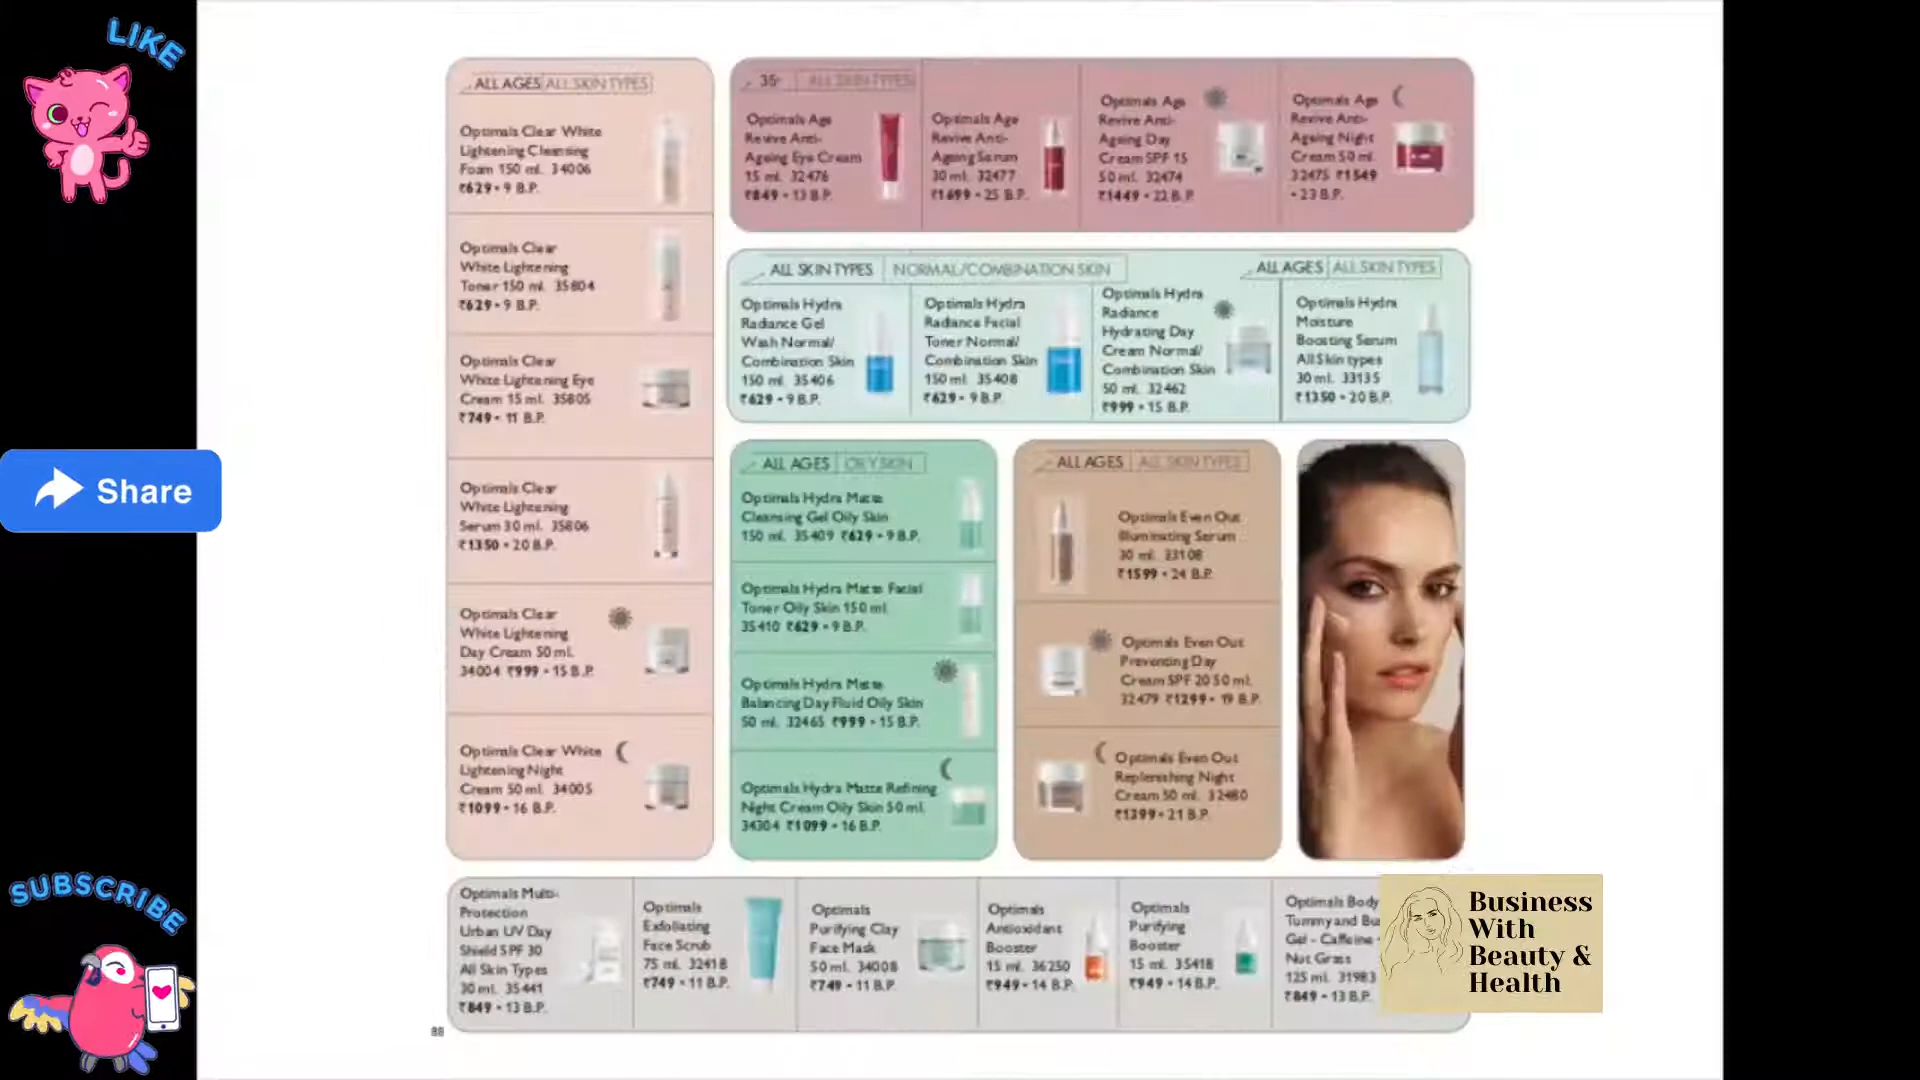 LIKE
ALL AGES ALL SKIN TYPES
Optimals Clear White
Lightening Cleansing
Foam 150 ml. 34006
₹629 • 9 B.P.
Optimals Clear
White Lightening
Toner 150 ml. 35804
₹629 • 9 B.P.
Optimals Clear
White Lightening Eye
Cream 15 ml. 35805
₹749 • 11 B.P.
Optimals Clear
White Lightening
Serum 30 ml. 35806
₹1350 • 20 B.P.
Optimals Clear
White Lightening
Day Cream 50 ml.
34004 ₹999 • 15 B.P.
Optimals Clear White
Lightening Night
Cream 50 ml. 34005
₹1099 • 16 B.P.
35+ ALL SKIN TYPES
Optimals Age
Revive Anti-
Ageing Eye Cream
15 ml. 32476
₹849 • 13 B.P.
Optimals Age
Revive Anti-
Ageing Serum
30 ml. 32477
₹1699 • 25 B.P.
Optimals Age
Revive Anti-
Ageing Day
Cream SPF 15
50 ml. 32474
₹1449 • 22 B.P.
Optimals Age
Revive Anti-
Ageing Night
Cream 50 ml.
32475 ₹1549
• 23 B.P.
ALL SKIN TYPES NORMAL/COMBINATION SKIN
ALL AGES ALL SKIN TYPES
Optimals Hydra
Radiance Gel
Wash Normal/
Combination Skin
150 ml. 35406
₹629 • 9 B.P.
Optimals Hydra
Radiance Facial
Toner Normal/
Combination Skin
150 ml. 35408
₹629 • 9 B.P.
Optimals Hydra
Radiance
Hydrating Day
Cream Normal/
Combination Skin
50 ml. 32462
₹999 • 15 B.P.
Optimals Hydra
Moisture
Boosting Serum
All Skin types
30 ml. 33135
₹1350 • 20 B.P.
ALL AGES OILY SKIN
Optimals Hydra Matte
Cleansing Gel Oily Skin
150 ml. 35409 ₹629 • 9 B.P.
Optimals Hydra Matte Facial
Toner Oily Skin 150 ml.
35410 ₹629 • 9 B.P.
Optimals Hydra Matte
Balancing Day Fluid Oily Skin
50 ml. 32465 ₹999 • 15 B.P.
Optimals Hydra Matte Refining
Night Cream Oily Skin 50 ml.
34304 ₹1099 • 16 B.P.
ALL AGES ALL SKIN TYPES
Optimals Even Out
Illuminating Serum
30 ml. 33108
₹1599 • 24 B.P.
Optimals Even Out
Preventing Day
Cream SPF 20 50 ml.
32479 ₹1299 • 19 B.P.
Optimals Even Out
Replenishing Night
Cream 50 ml. 32480
₹1399 • 21 B.P.
Share
SUBSCRIBE
Optimals Multi-
Protection
Urban UV Day
Shield SPF 30
All Skin Types
30 ml. 35441
₹849 • 13 B.P.
Optimals
Exfoliating
Face Scrub
75 ml. 32418
₹749 • 11 B.P.
Optimals
Purifying Clay
Face Mask
50 ml. 34008
₹749 • 11 B.P.
Optimals
Antioxidant
Booster
15 ml. 36250
₹949 • 14 B.P.
Optimals
Purifying
Booster
15 ml. 35418
₹949 • 14 B.P.
Optimals Body
Tummy and
Gel - Caffeine
Nut Grass
125 ml. 31983
₹849 • 13 B.P.
Business
With
Beauty &
Health
88